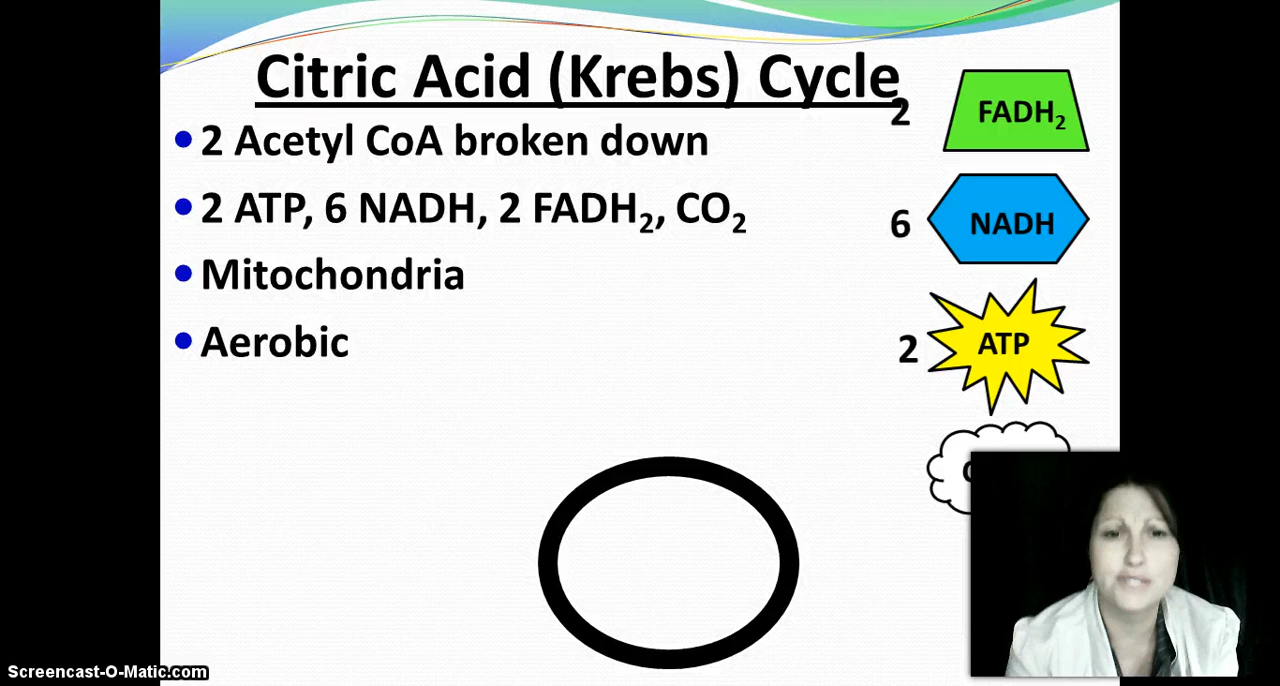 Citric Acid (Krebs) Cycle
• 2 Acetyl CoA broken down
• 2 ATP, 6 NADH, 2 FADH₂, CO₂
• Mitochondria
• Aerobic
2 FADH₂
6 NADH
2 ATP
Screencast-O-Matic.com